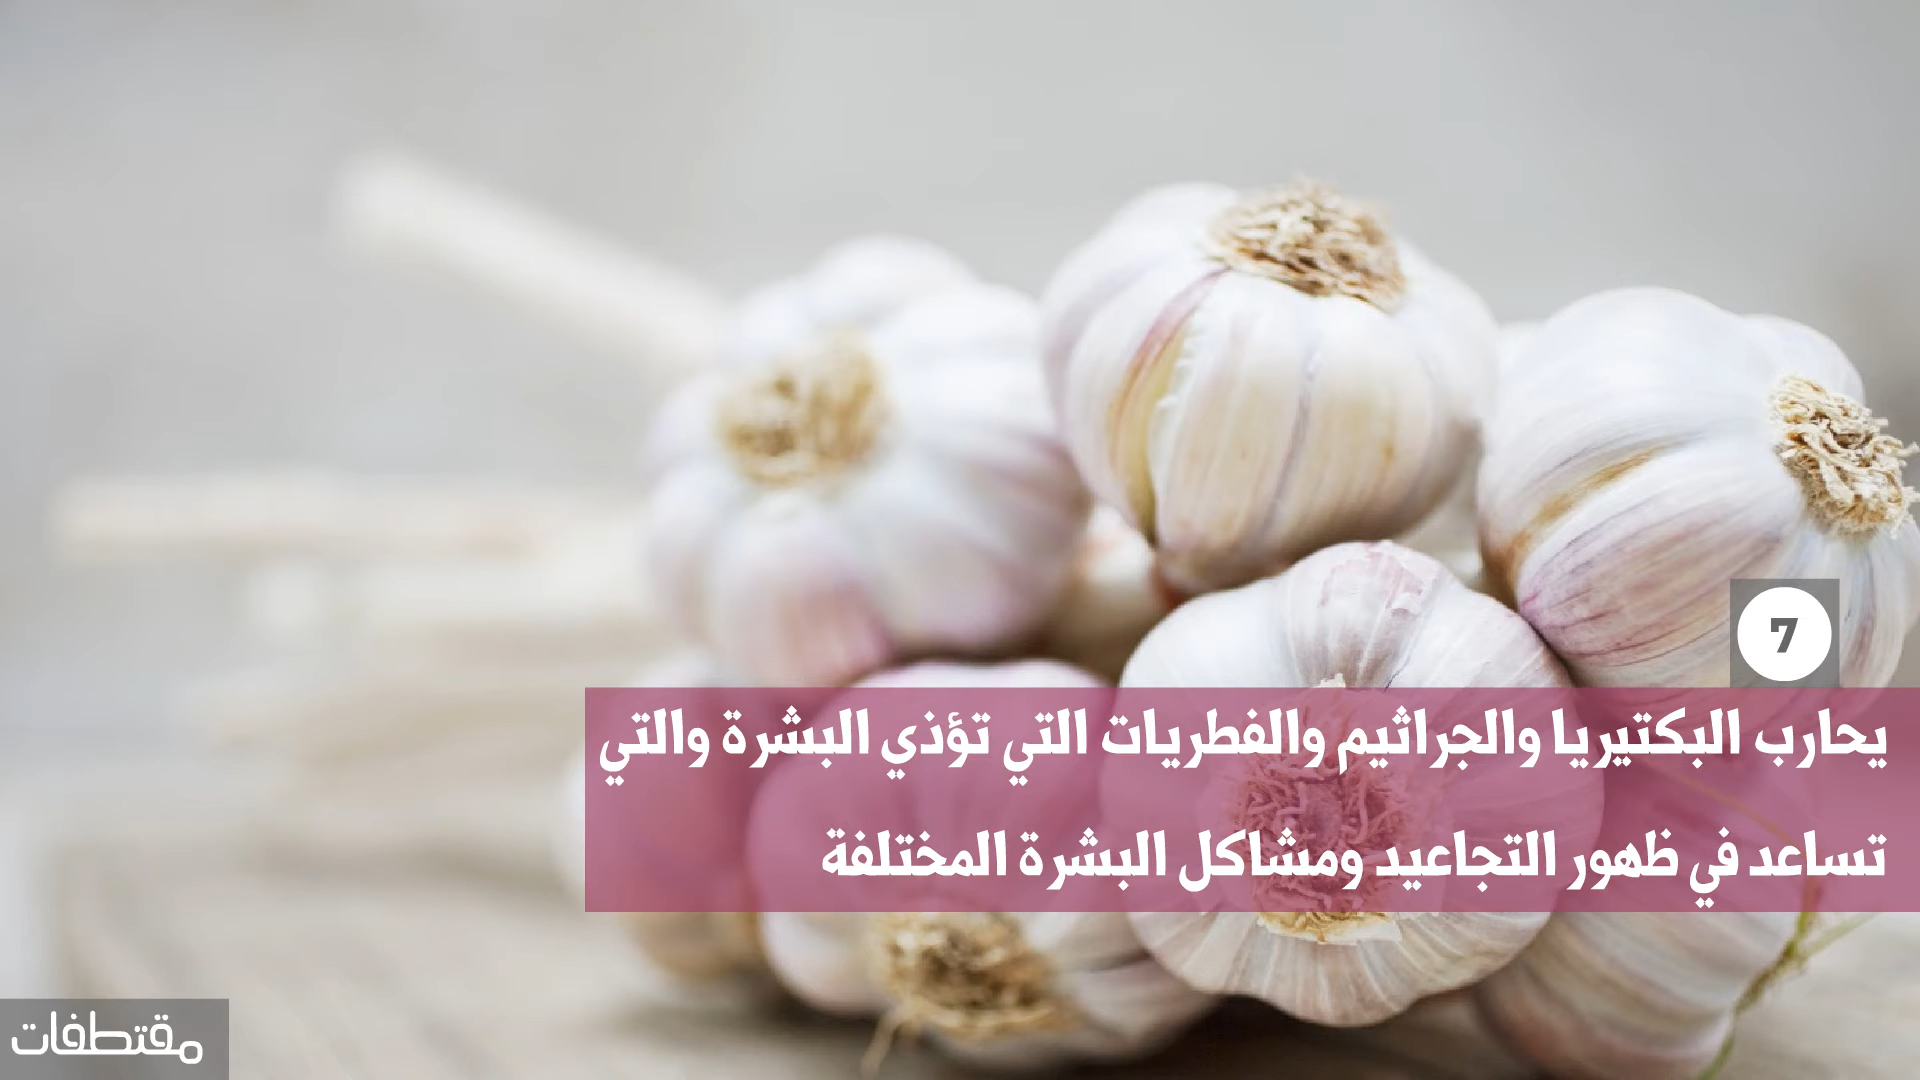 7
يحارب البكتيريا والجراثيم والفطريات التي تؤذي البشرة والتي
تساعد في ظهور التجاعيد ومشاكل البشرة المختلفة
مقتطفات